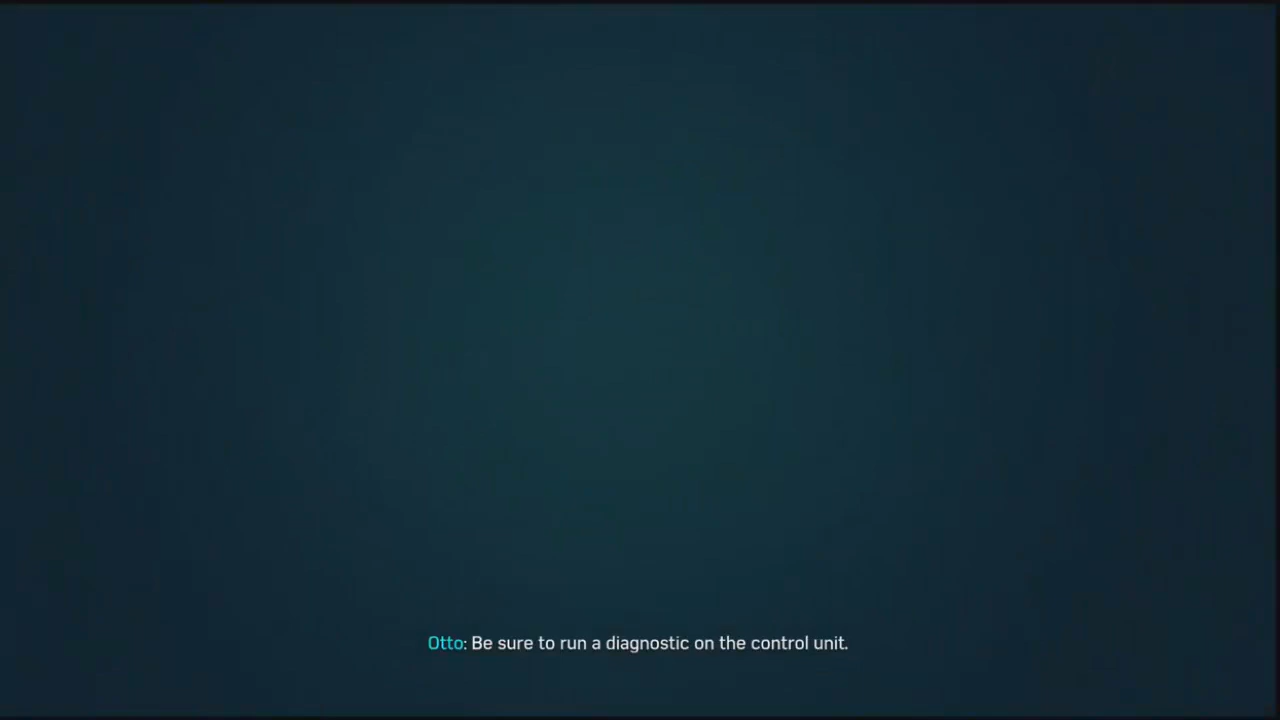 Otto: Be sure to run a diagnostic on the control unit.